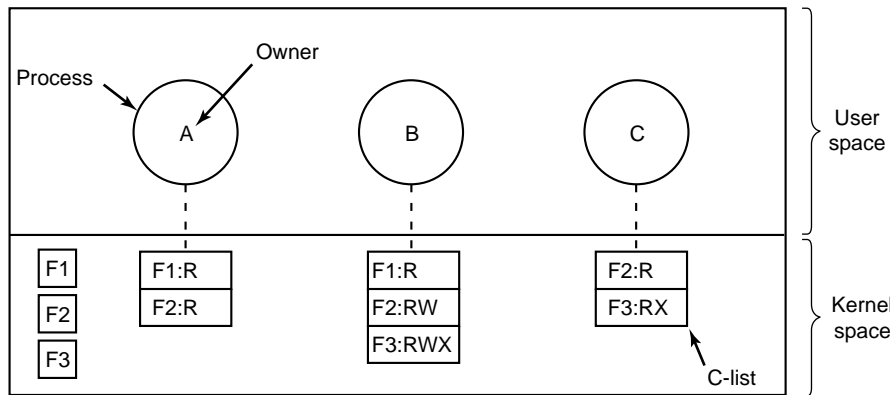 Owner
Process
A
B
C
User
space
F1
F2
F3
F1:R
F2:R
F1:R
F2:RW
F3:RWX
F2:R
F3:RX
C-list
Kernel
space